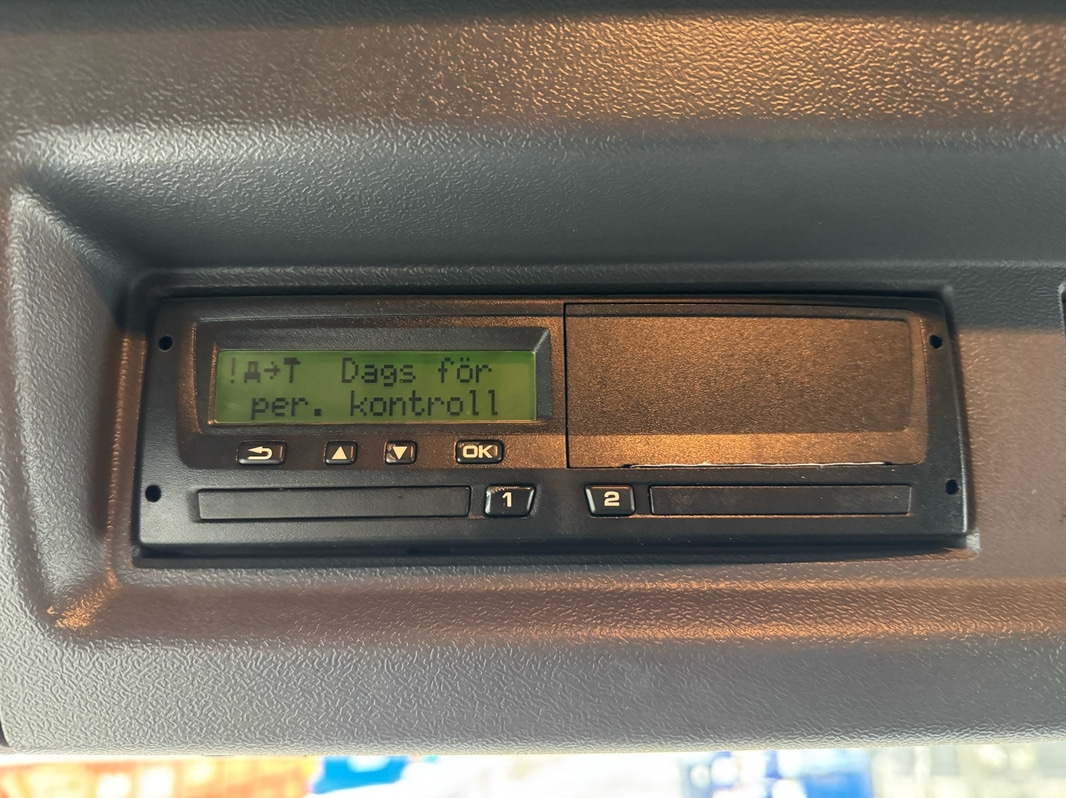 !A→T Dags för
per. kontroll
OK
1 2